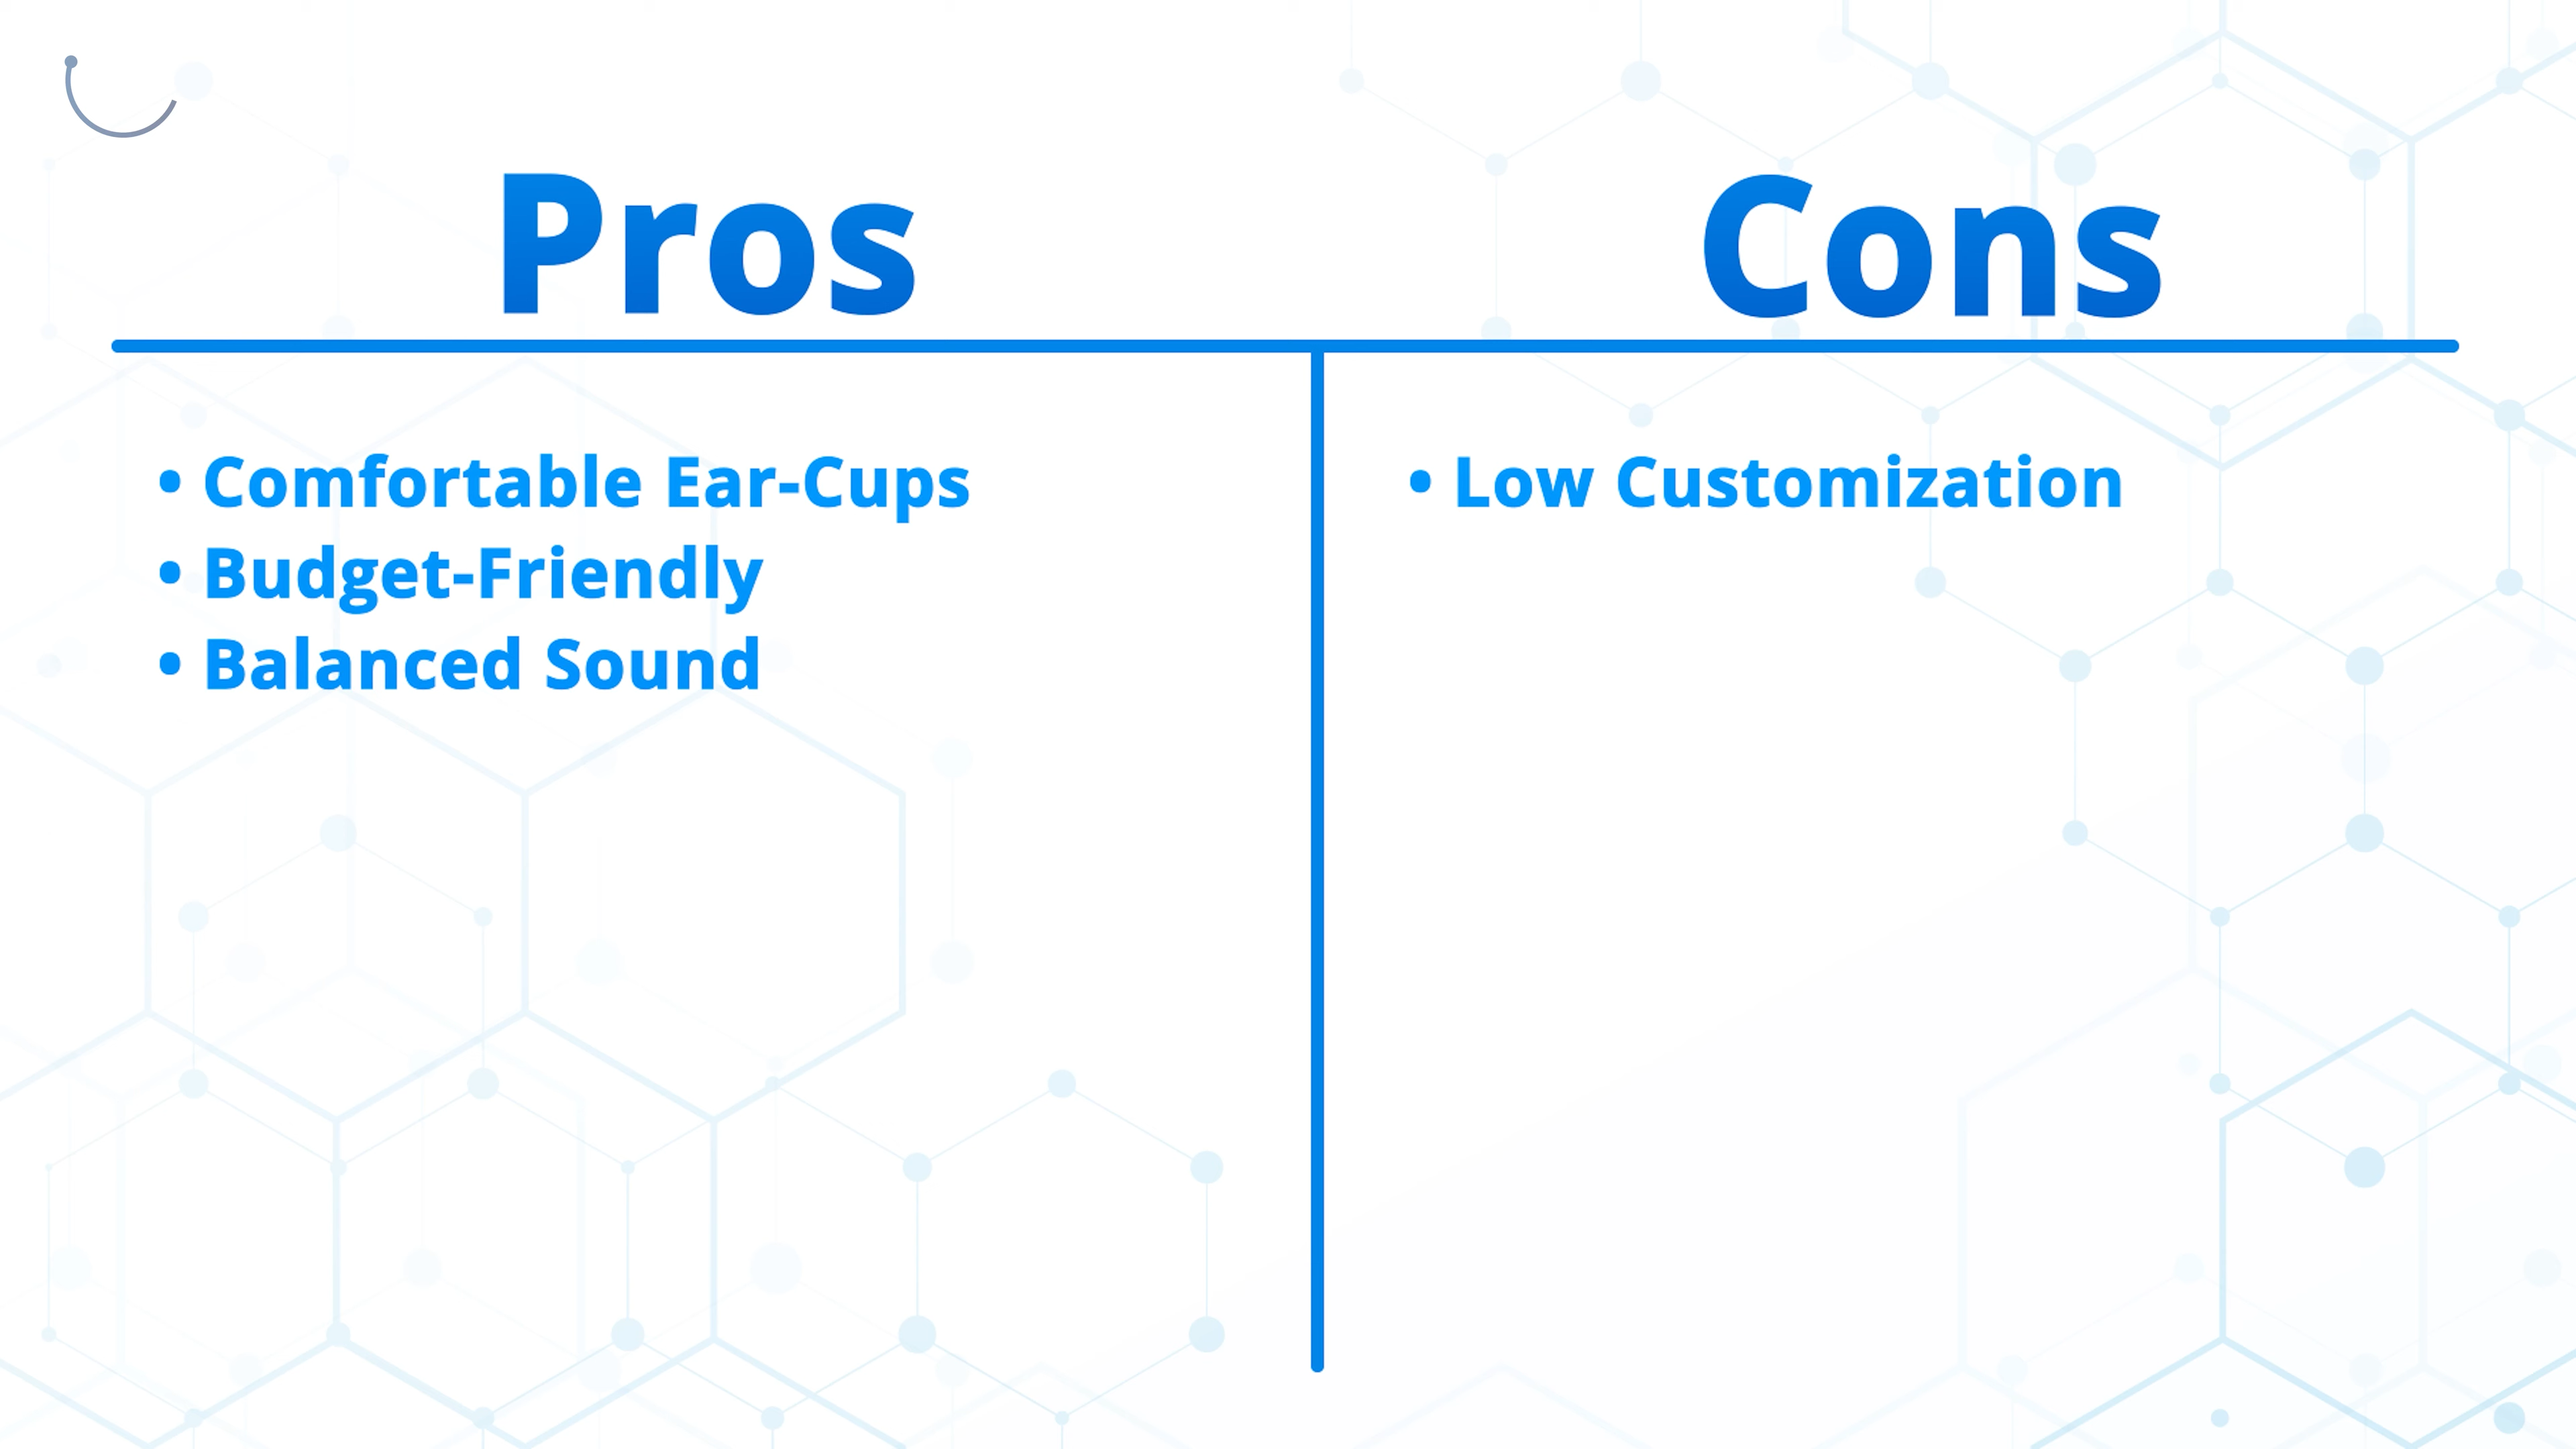 Pros
Cons
• Comfortable Ear-Cups
• Budget-Friendly
• Balanced Sound
• Low Customization